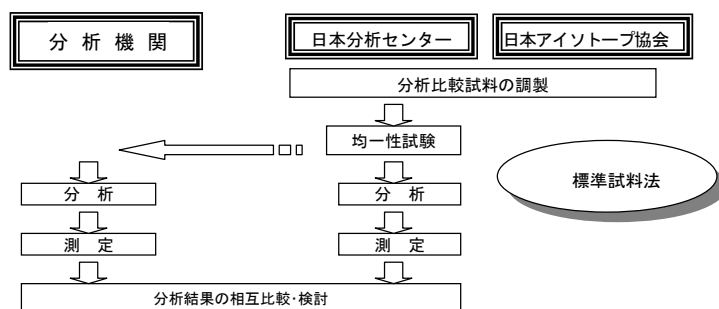 分 析 機 関
日本分析センター
日本アイソトープ協会
分析比較試料の調製
均一性試験
標準試料法
分 析
分 析
測 定
測 定
分析結果の相互比較･検討